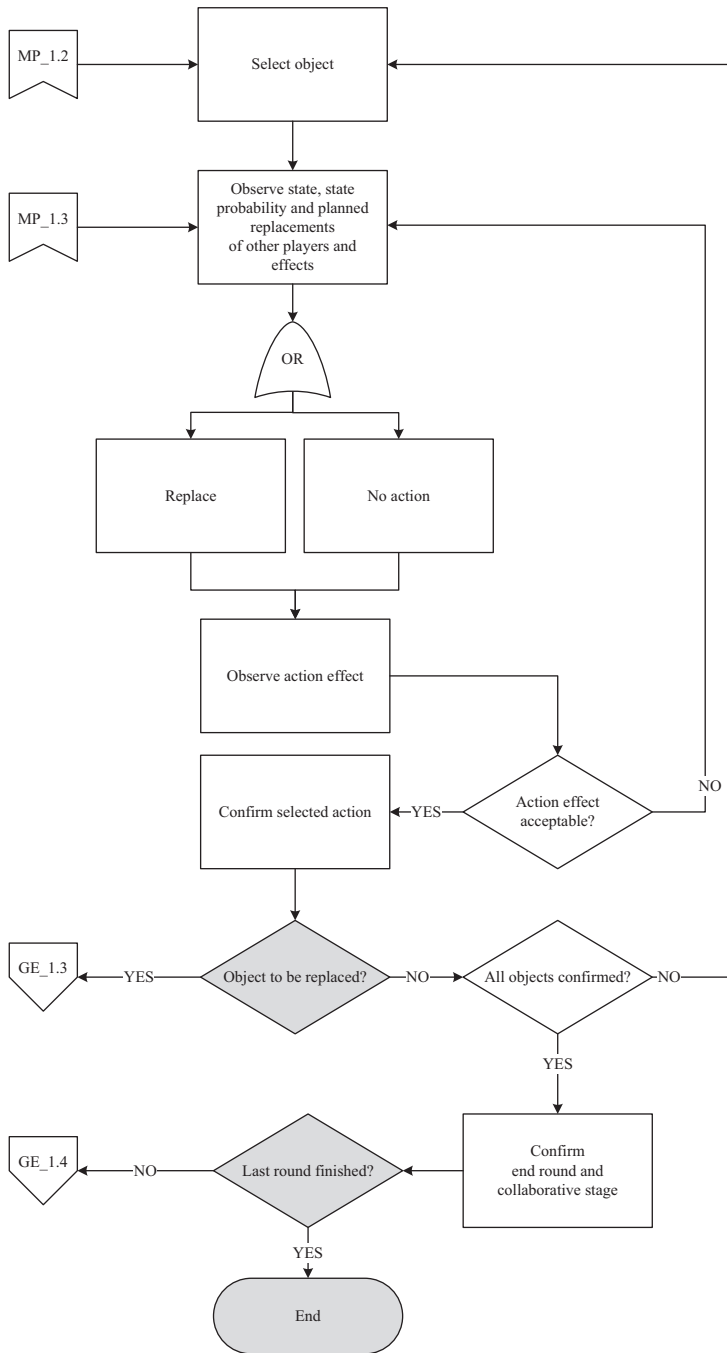 MP_1.2
Select object
MP_1.3
Observe state, state
probability and planned
replacements
of other players and
effects
OR
Replace
No action
Observe action effect
Confirm selected action
YES
Action effect
acceptable?
NO
GE_1.3
YES
Object to be replaced?
NO
All objects confirmed?
NO
YES
GE_1.4
NO
Last round finished?
Confirm
end round and
collaborative stage
YES
End